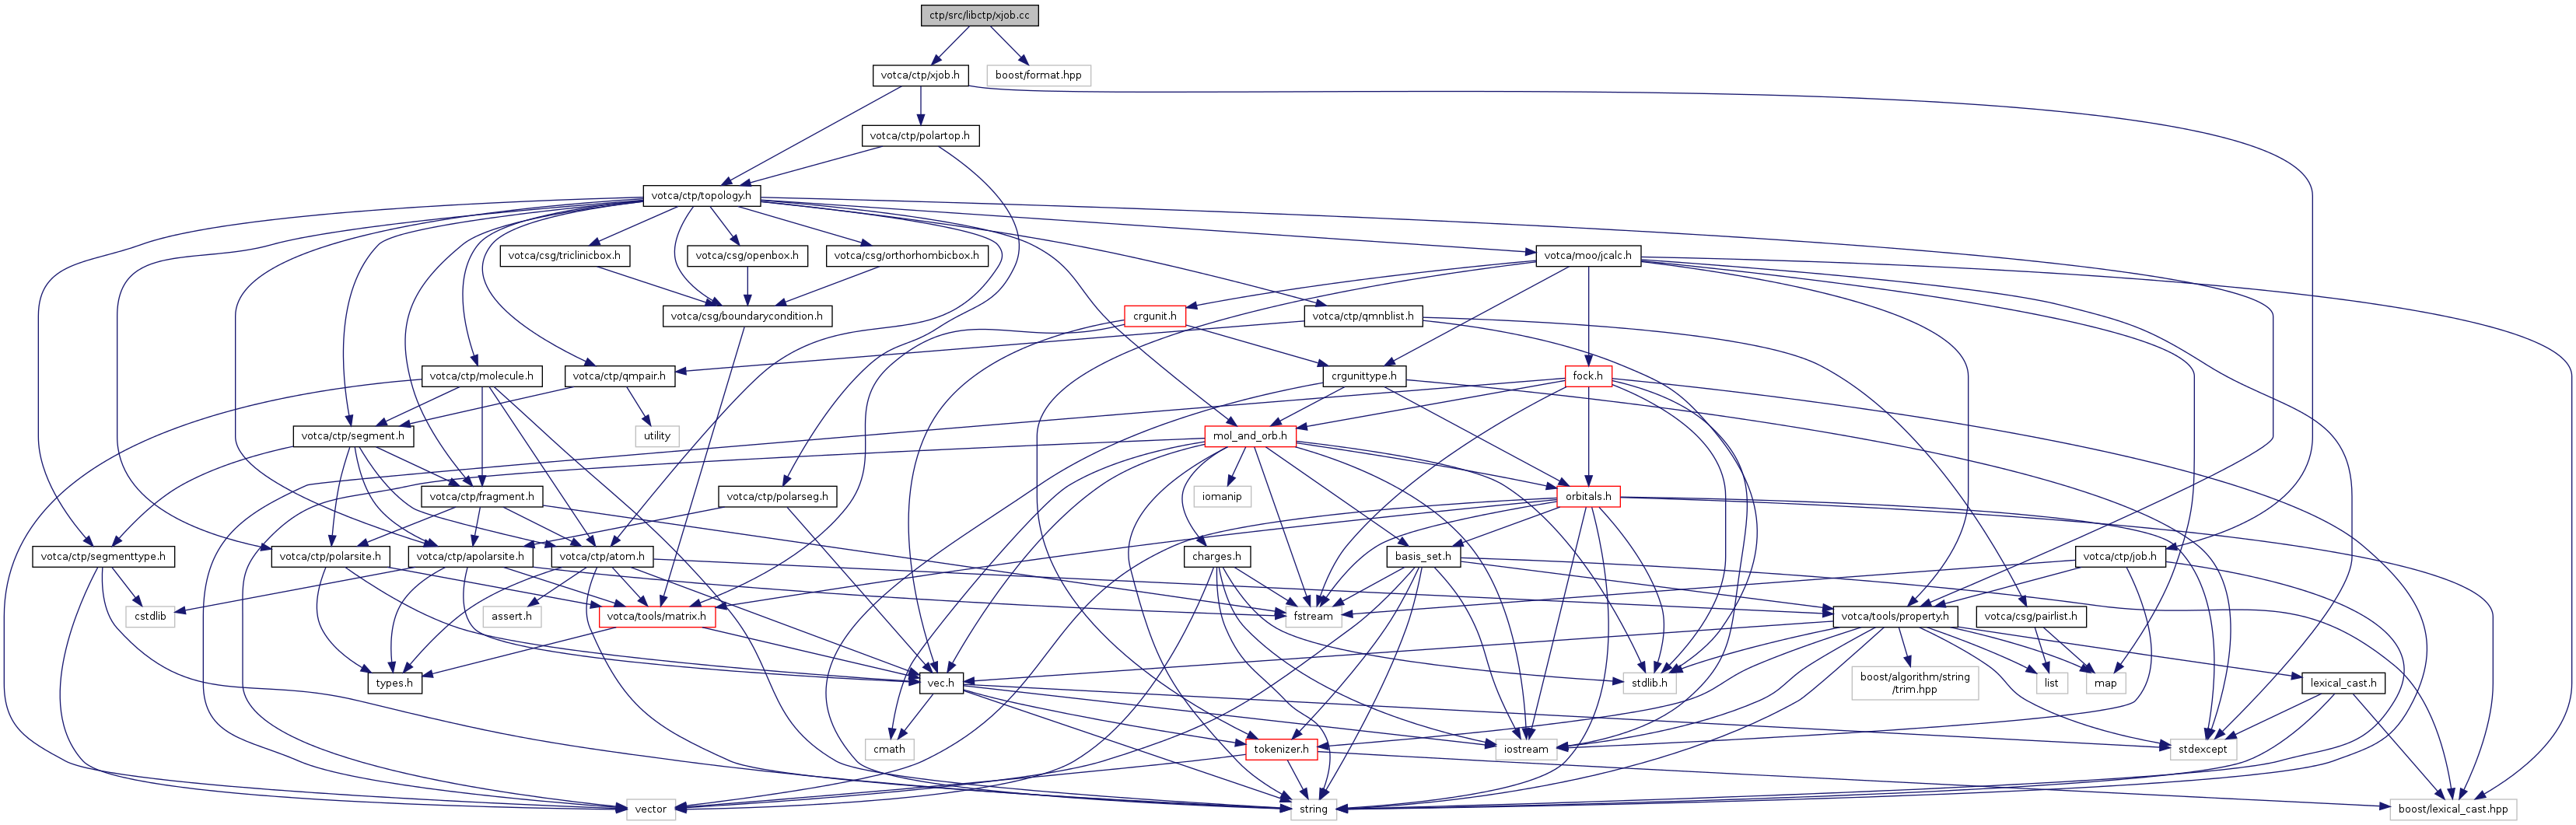 ctp/src/libctp/xjob.cc
votca/ctp/xjob.h
boost/format.hpp
votca/ctp/polartop.h
votca/ctp/topology.h
votca/csg/triclinicbox.h
votca/csg/openbox.h
votca/csg/orthorhombicbox.h
votca/moo/jcalc.h
votca/csg/boundarycondition.h
crgunit.h
votca/ctp/qmnblist.h
votca/ctp/molecule.h
votca/ctp/qmpair.h
crgunittype.h
fock.h
votca/ctp/segment.h
utility
mol_and_orb.h
votca/ctp/fragment.h
votca/ctp/polarseg.h
iomanip
orbitals.h
votca/ctp/segmenttype.h
votca/ctp/polarsite.h
votca/ctp/apolarsite.h
votca/ctp/atom.h
charges.h
basis_set.h
votca/ctp/job.h
cstdlib
assert.h
votca/tools/matrix.h
fstream
votca/tools/property.h
votca/csg/pairlist.h
types.h
vec.h
stdlib.h
boost/algorithm/string
/trim.hpp
list
map
lexical_cast.h
cmath
tokenizer.h
iostream
stdexcept
vector
string
boost/lexical_cast.hpp